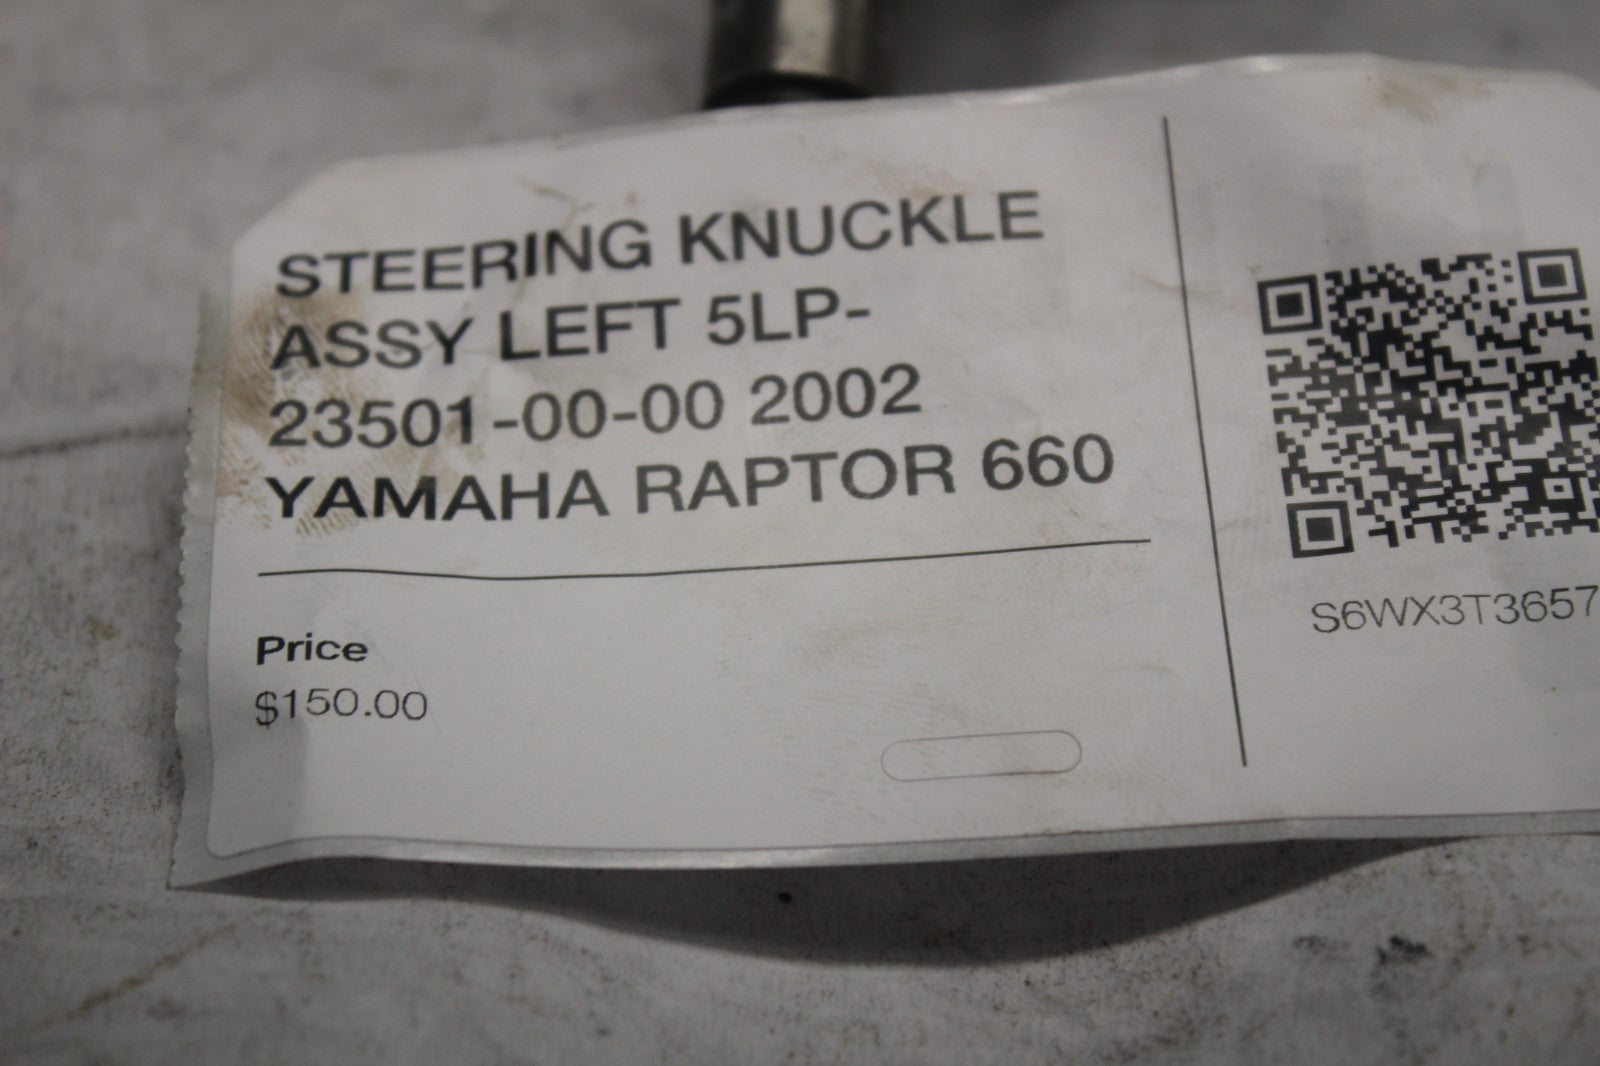 STEERING KNUCKLE
ASSY LEFT 5LP-
23501-00-00 2002
YAMAHA RAPTOR 660
Price
$150.00
S6WX3T3657